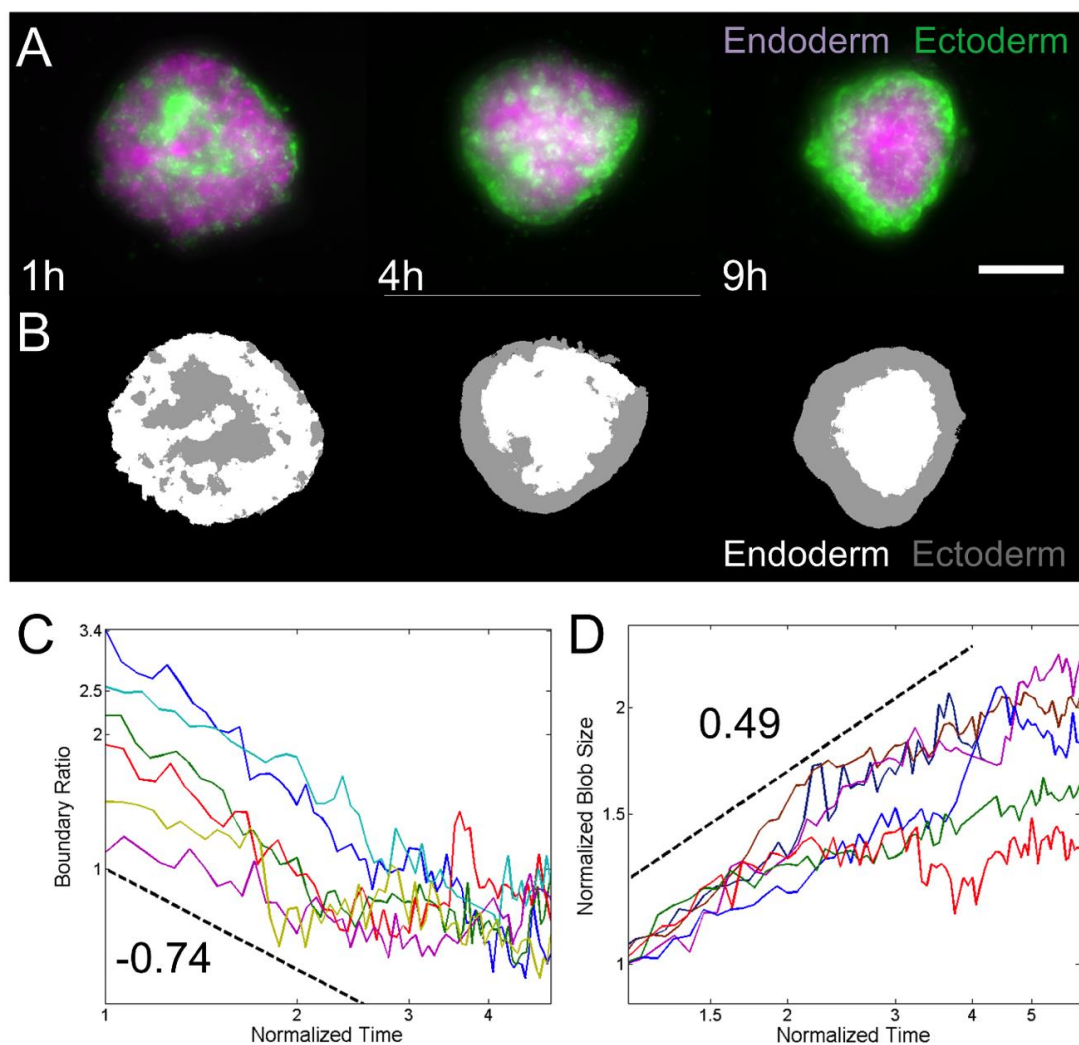 A
Endoderm Ectoderm
1h
4h
9h
B
Endoderm Ectoderm
C
3.4
2.5
2
1
Boundary Ratio
-0.74
1
2
3
4
Normalized Time
D
2
1.5
1
Normalized Blob Size
0.49
1.5
2
3
4
5
Normalized Time